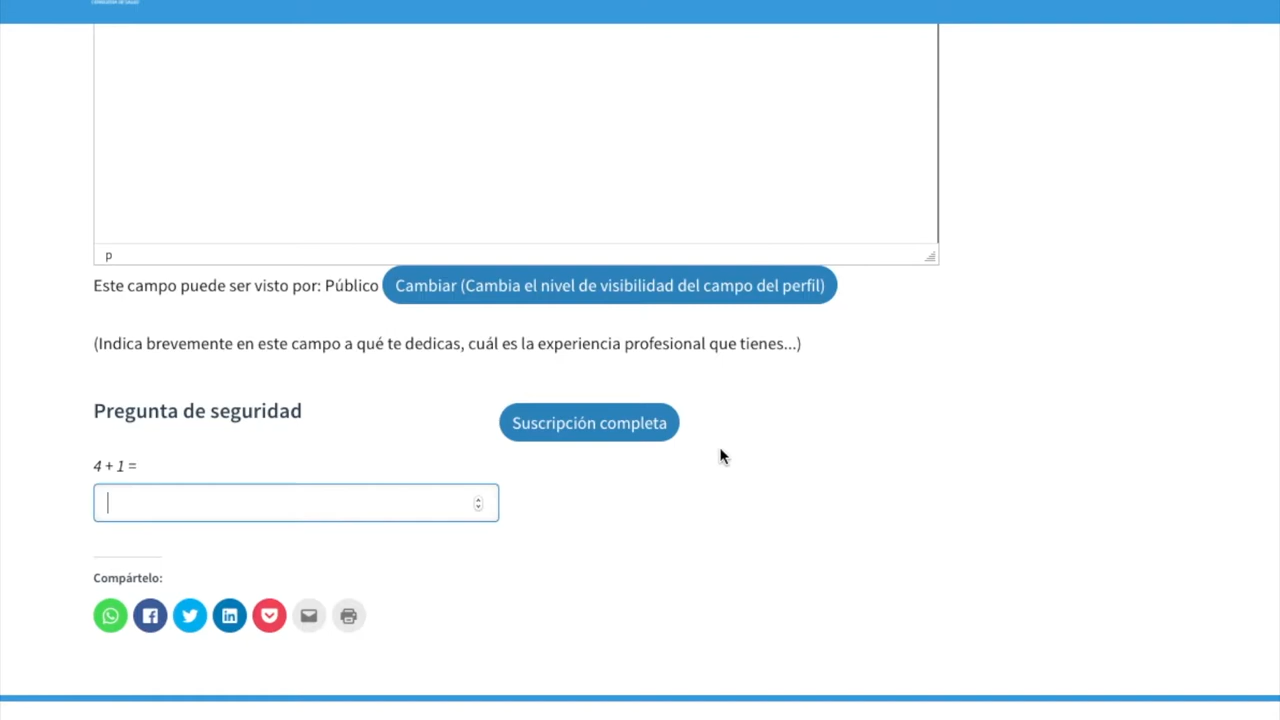 p
Este campo puede ser visto por: Público Cambiar (Cambia el nivel de visibilidad del campo del perfil)
(Indica brevemente en este campo a qué te dedicas, cuál es la experiencia profesional que tienes...)
Pregunta de seguridad
Suscripción completa
4 + 1 =
Compártelo: